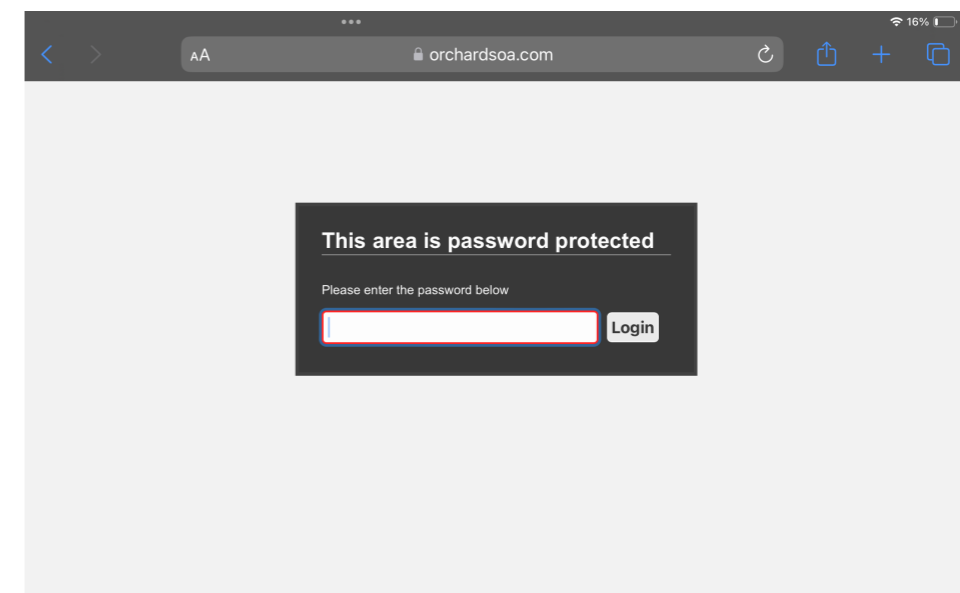 16%
AA
orchardsoa.com
This area is password protected
Please enter the password below
Login